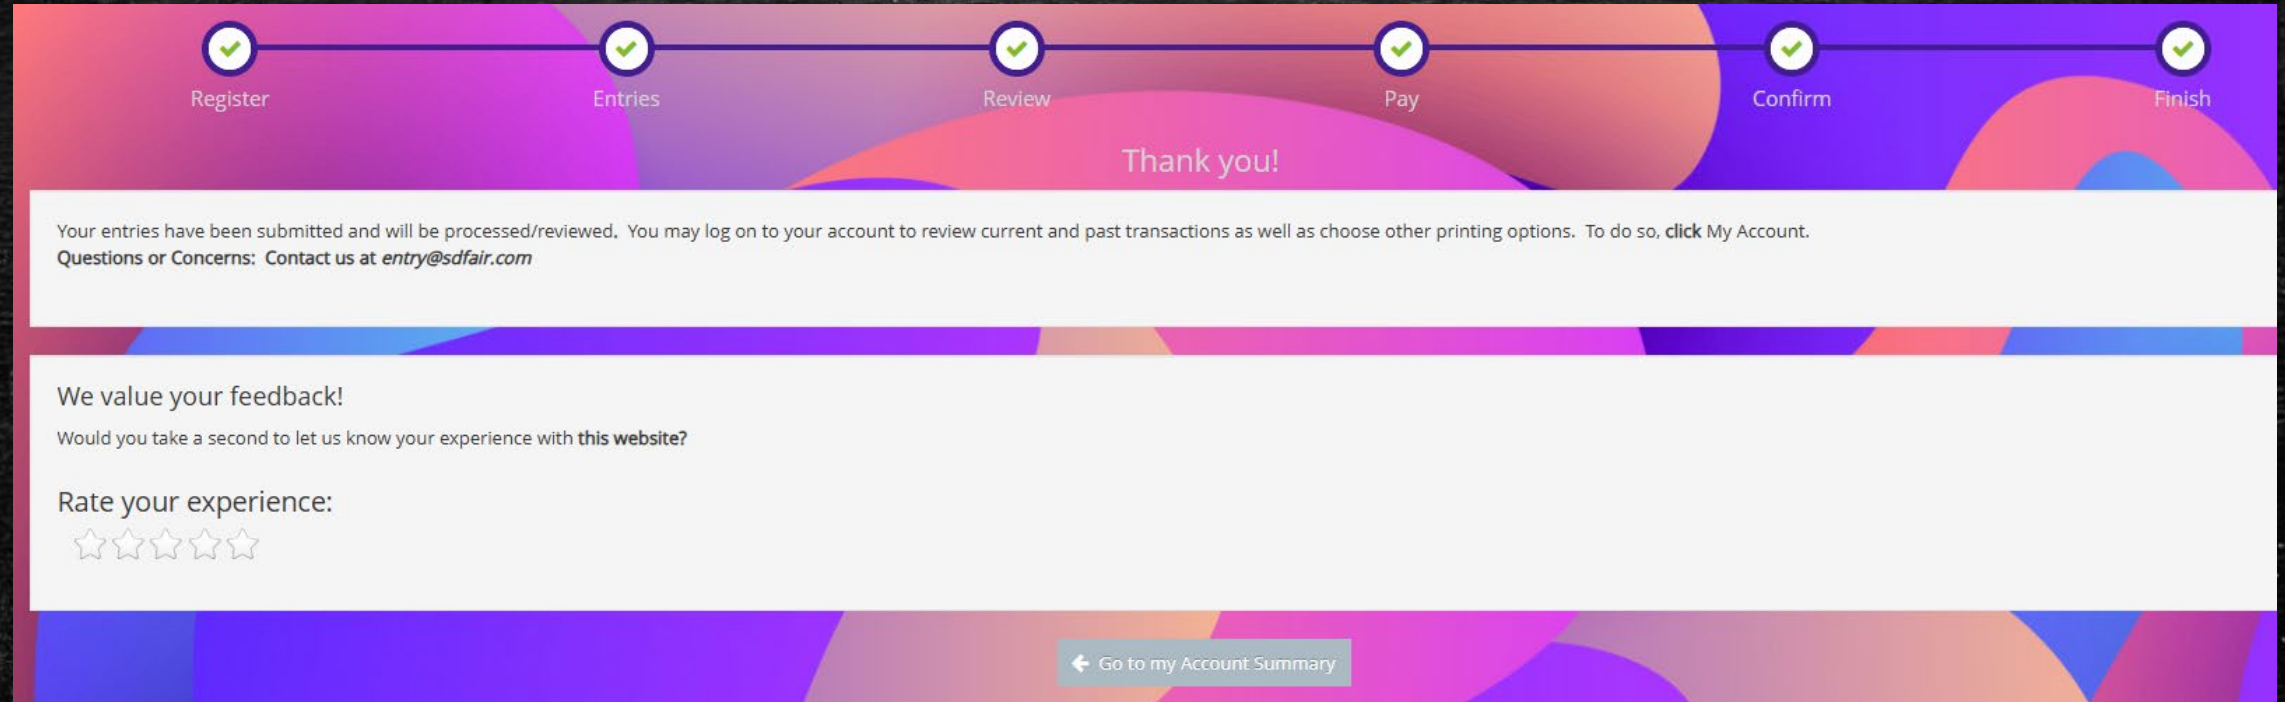 Register Entries Review Pay Confirm Finish
Thank you!
Your entries have been submitted and will be processed/reviewed. You may log on to your account to review current and past transactions as well as choose other printing options. To do so, click My Account.
Questions or Concerns: Contact us at entry@sdfair.com
We value your feedback!
Would you take a second to let us know your experience with this website?
Rate your experience:
Go to my Account Summary